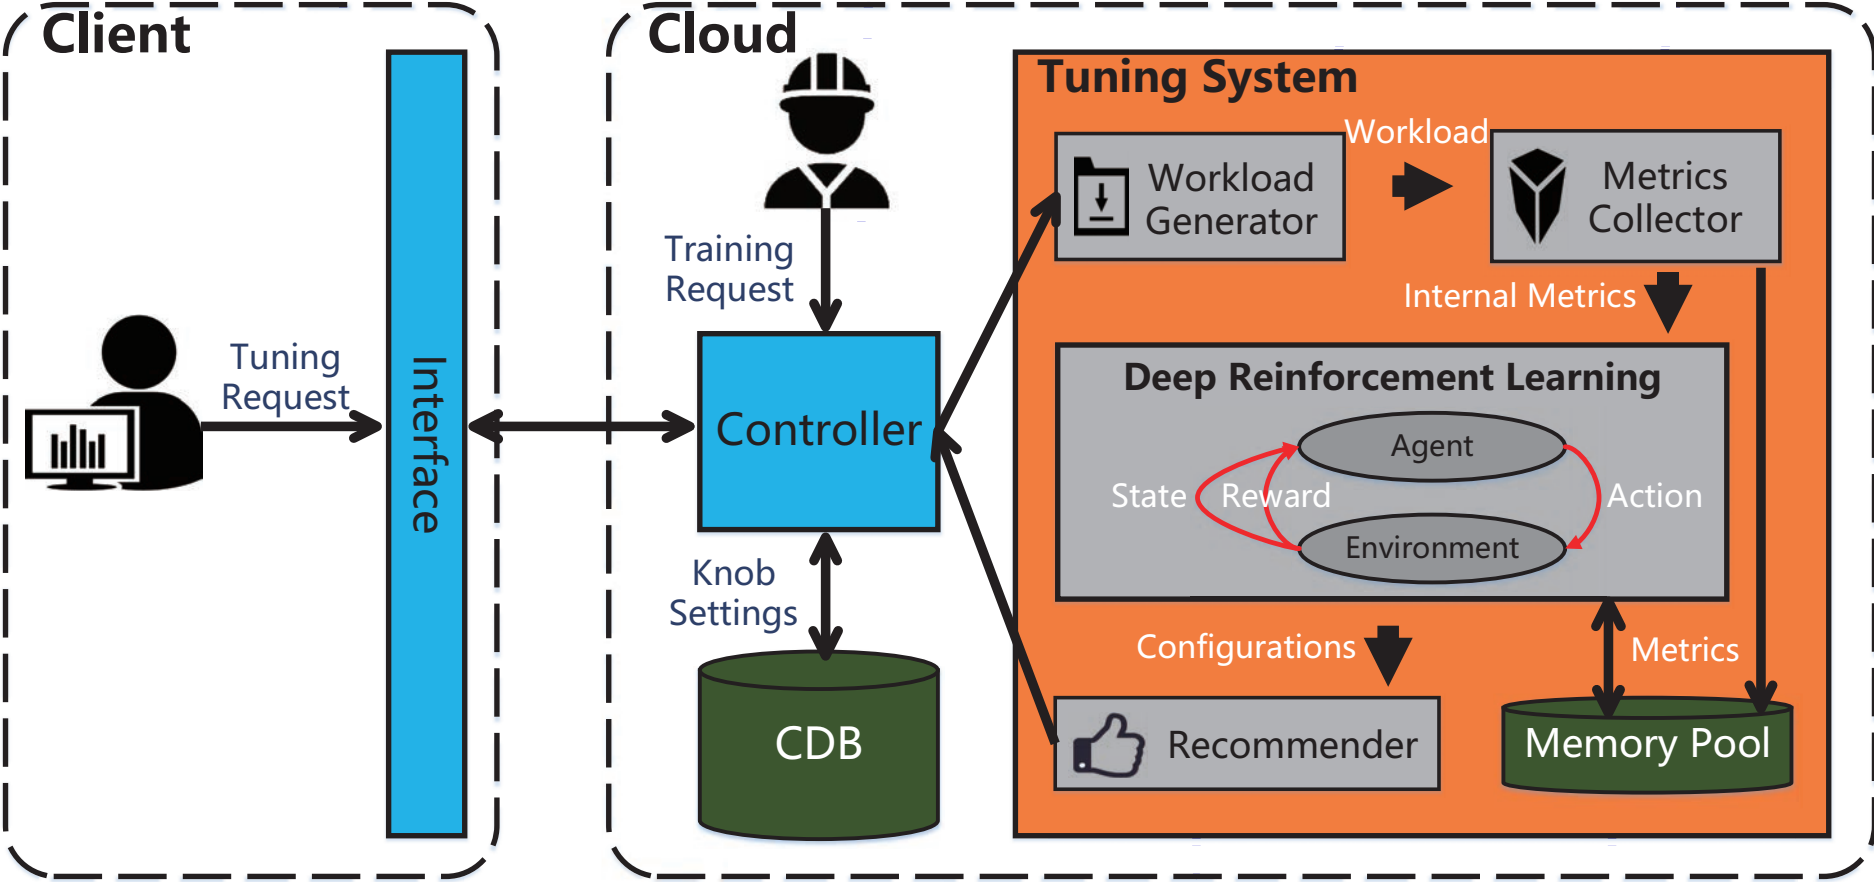 Client
Cloud
Tuning System
Workload
Workload
Generator
Metrics
Collector
Training
Request
Internal Metrics
Tuning
Request
Interface
Controller
Deep Reinforcement Learning
Agent
State
Reward
Action
Environment
Knob
Settings
Configurations
Metrics
CDB
Recommender
Memory Pool